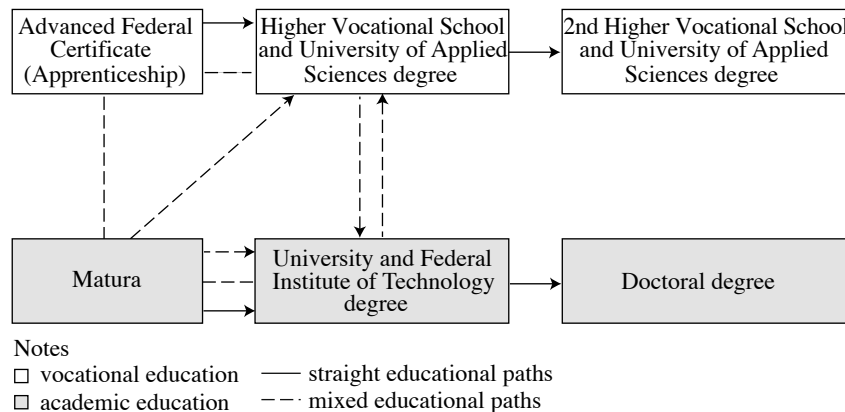 Advanced Federal
Certificate
(Apprenticeship)
Higher Vocational School
and University of Applied
Sciences degree
2nd Higher Vocational School
and University of Applied
Sciences degree
Matura
University and Federal
Institute of Technology
degree
Doctoral degree
Notes
vocational education
straight educational paths
academic education
mixed educational paths